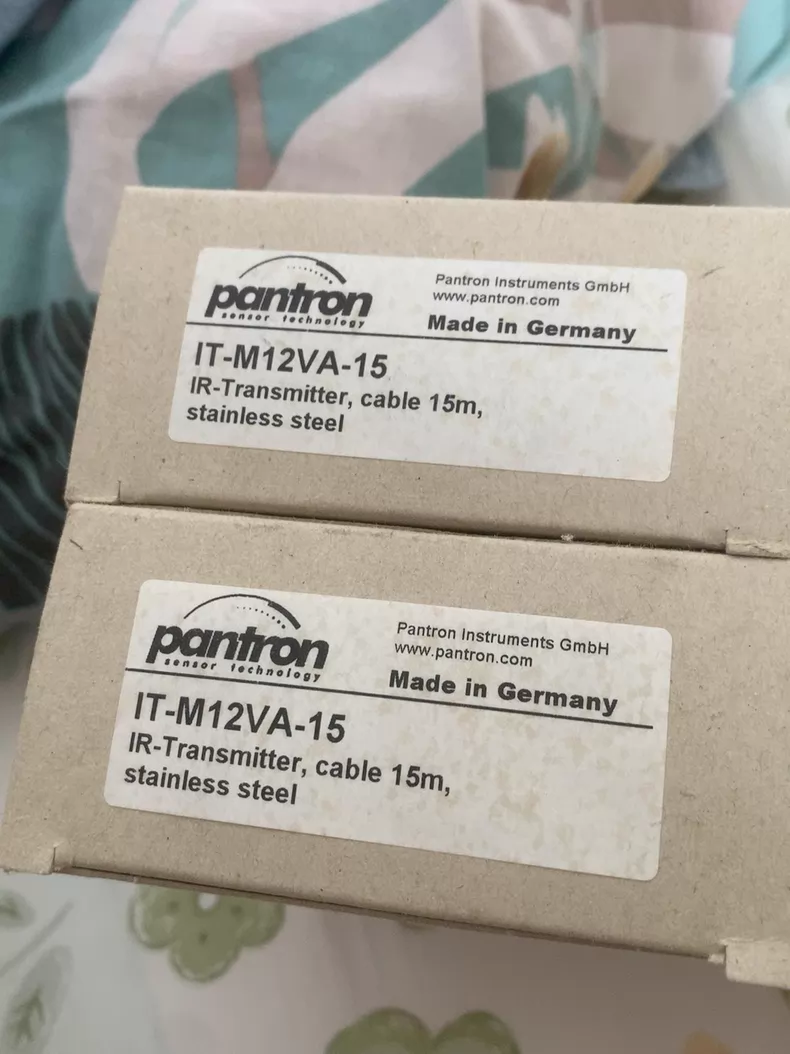 pantron
sensor technology
Pantron Instruments GmbH
www.pantron.com
Made in Germany
IT-M12VA-15
IR-Transmitter, cable 15m,
stainless steel
pantron
sensor technology
Pantron Instruments GmbH
www.pantron.com
Made in Germany
IT-M12VA-15
IR-Transmitter, cable 15m,
stainless steel